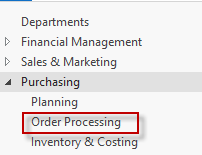 Departments
Financial Management
Sales & Marketing
Purchasing
Planning
Order Processing
Inventory & Costing